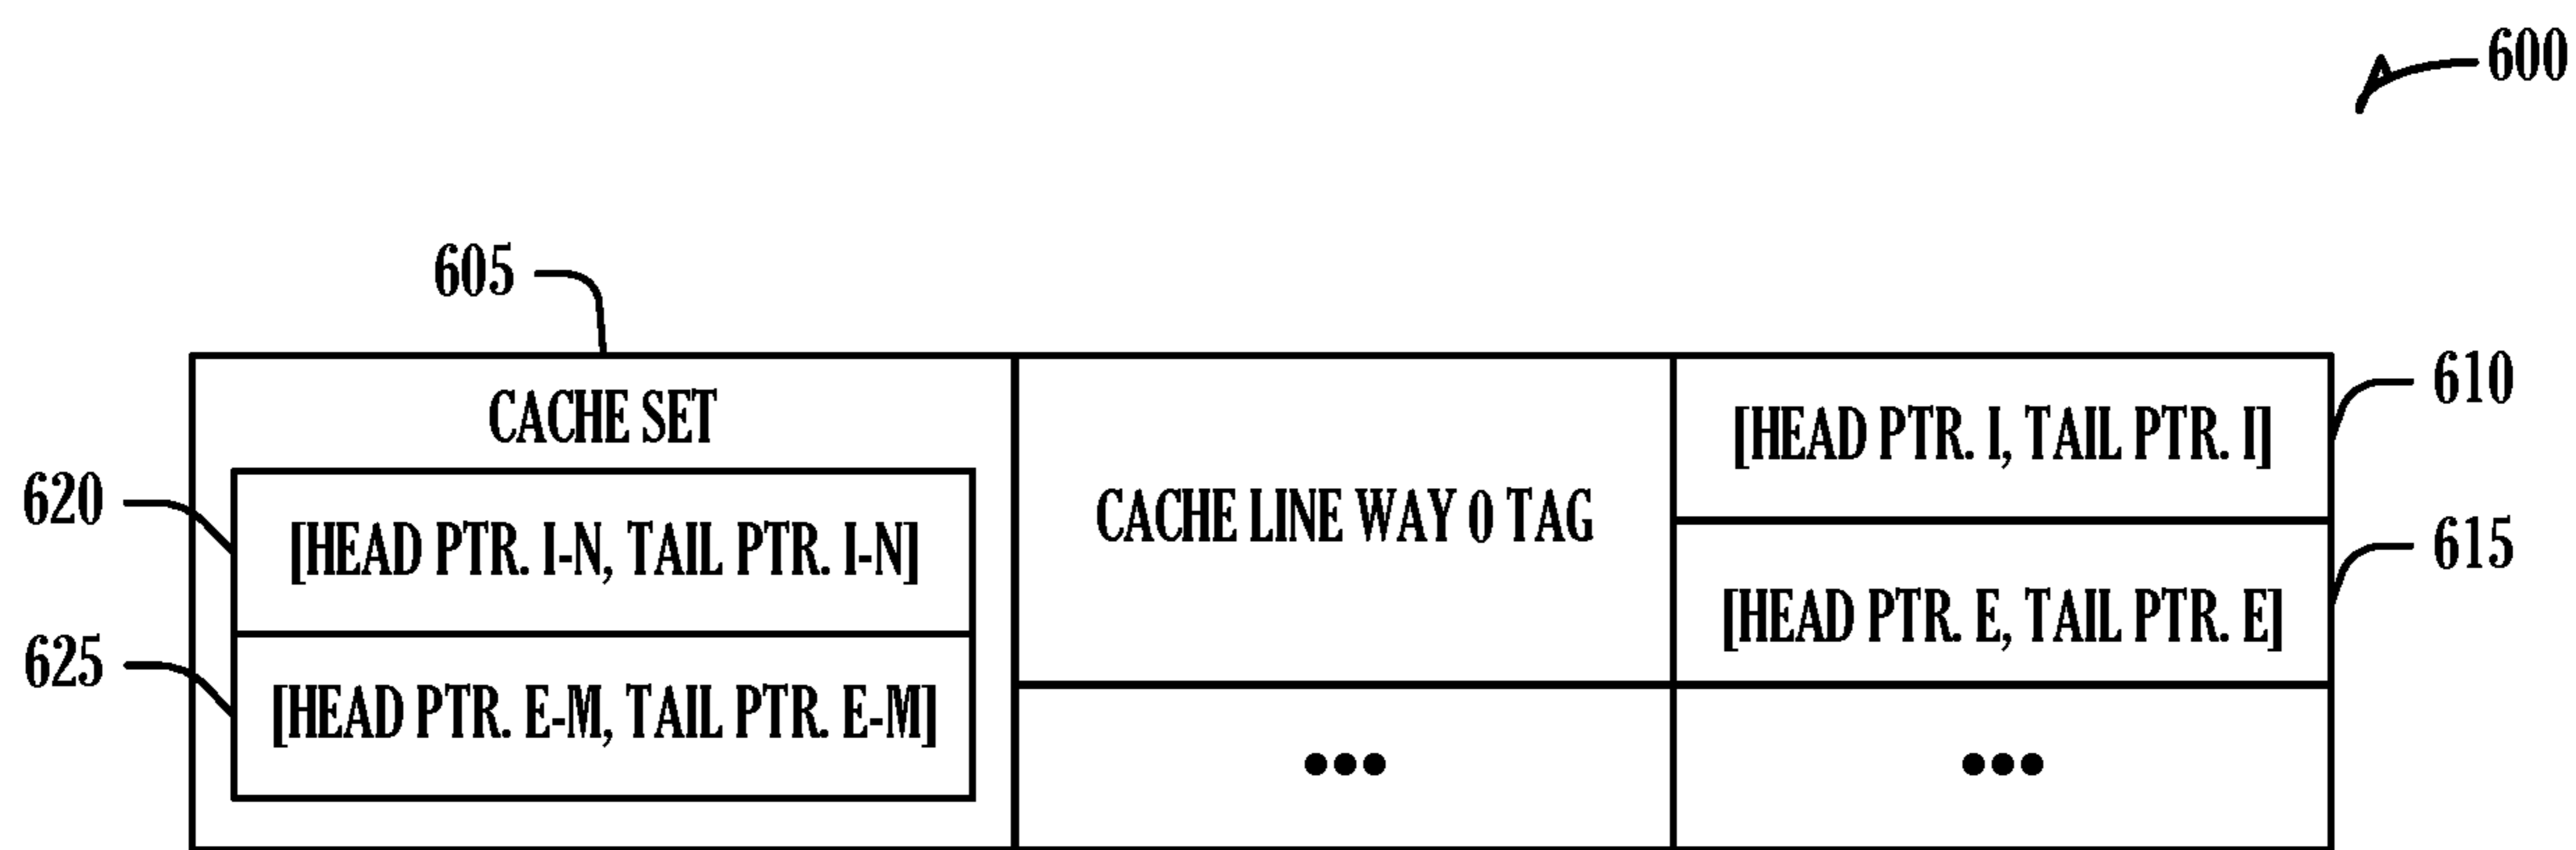 600
605
CACHE SET
[HEAD PTR. I, TAIL PTR. I]
610
620
[HEAD PTR. I-N, TAIL PTR. I-N]
CACHE LINE WAY 0 TAG
[HEAD PTR. E, TAIL PTR. E]
615
625
[HEAD PTR. E-M, TAIL PTR. E-M]
•••
•••